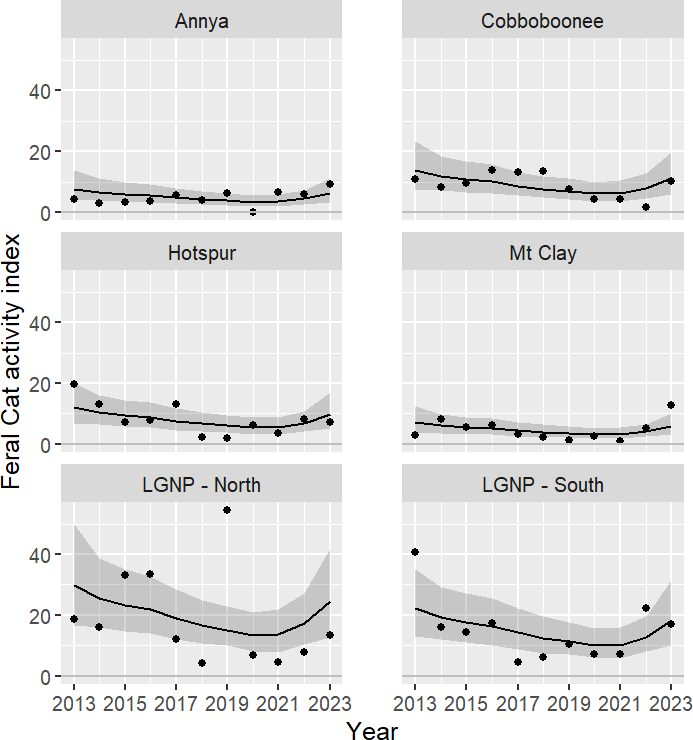 Annya Cobboboonee
40
20
0
Hotspur Mt Clay
40
20
0
LGNP - North LGNP - South
40
20
0
2013 2015 2017 2019 2021 2023 2013 2015 2017 2019 2021 2023
Year
Feral Cat activity index